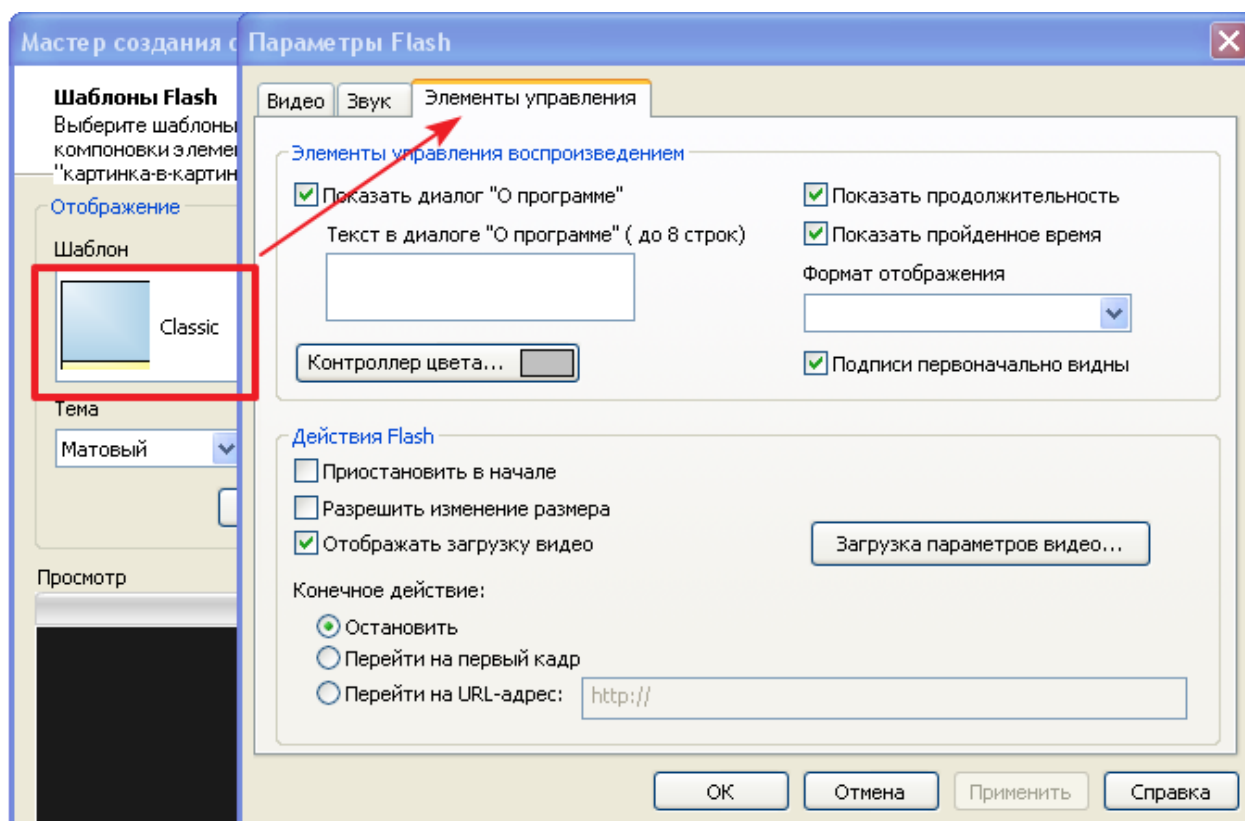 Мастер создания с
Параметры Flash
Шаблоны Flash
Выберите шаблоны
компоновки элемен
"картинка-в-картин
Отображение
Шаблон
Classic
Тема
Матовый
Просмотр
Видео
Звук
Элементы управления
Элементы управления воспроизведением
Показать диалог "О программе"
Текст в диалоге "О программе" ( до 8 строк)
Контроллер цвета...
Показать продолжительность
Показать пройденное время
Формат отображения
Подписи первоначально видны
Действия Flash
Приостановить в начале
Разрешить изменение размера
Отображать загрузку видео
Загрузка параметров видео...
Конечное действие:
Остановить
Перейти на первый кадр
Перейти на URL-адрес:
http://
ОК
Отмена
Применить
Справка